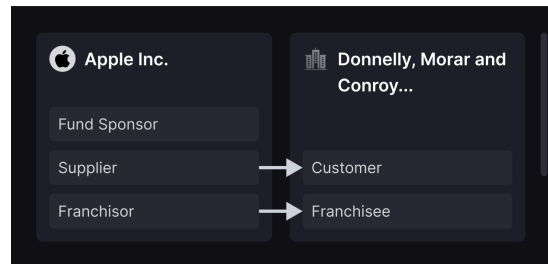 Apple Inc.
Fund Sponsor
Supplier
Franchisor
Donnelly, Morar and
Conroy...
Customer
Franchisee